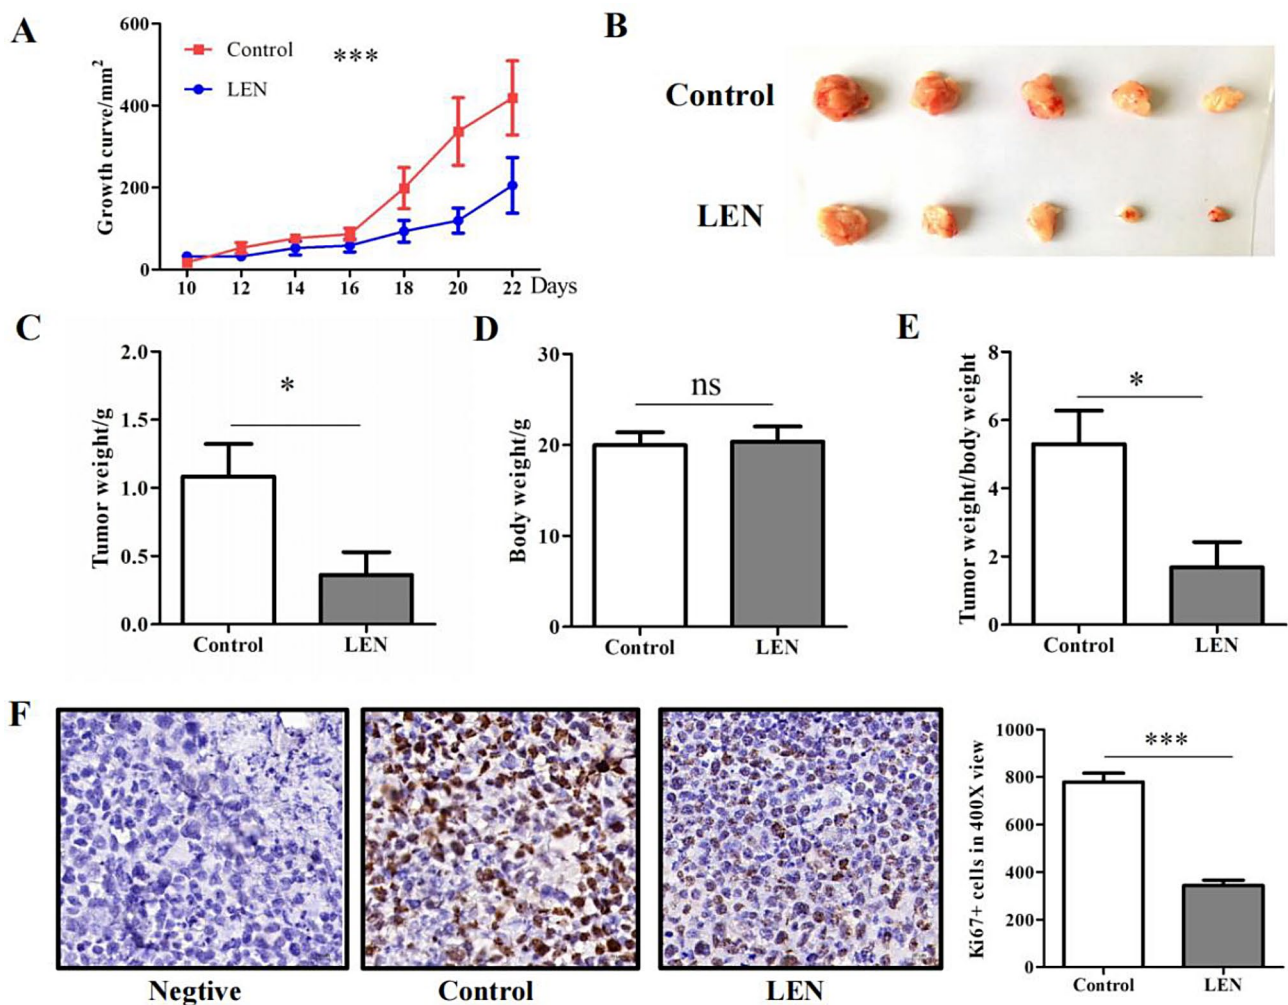 A
Growth curve/mm²
600
400
200
0
Control
LEN
***
10 12 14 16 18 20 22 Days
B
Control
LEN
C
Tumor weight/g
2.0
1.5
1.0
0.5
0.0
*
Control LEN
D
Body weight/g
30
20
10
0
ns
Control LEN
E
Tumor weight/body weight
8
6
4
2
0
*
Control LEN
F
Negtive
Control
LEN
Ki67+ cells in 400X view
1000
800
600
400
200
0
***
Control LEN